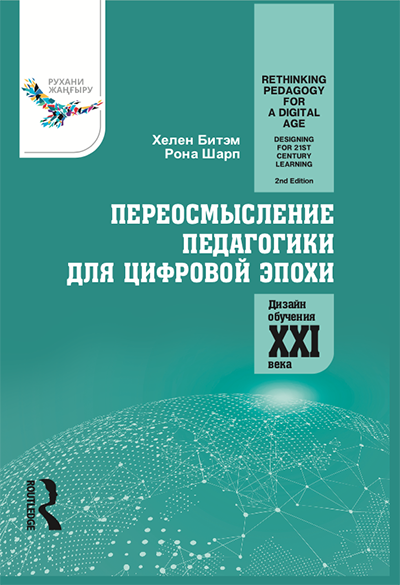 РУХАНИ
ЖАҢҒЫРУ
RETHINKING
PEDAGOGY
FOR
A DIGITAL
AGE
DESIGNING
FOR 21ST
CENTURY
LEARNING
2nd Edition
Хелен Битэм
Рона Шарп
ПЕРЕОСМЫСЛЕНИЕ
ПЕДАГОГИКИ
ДЛЯ ЦИФРОВОЙ ЭПОХИ
Дизайн
обучения
XXI
века
ROUTLEDGE